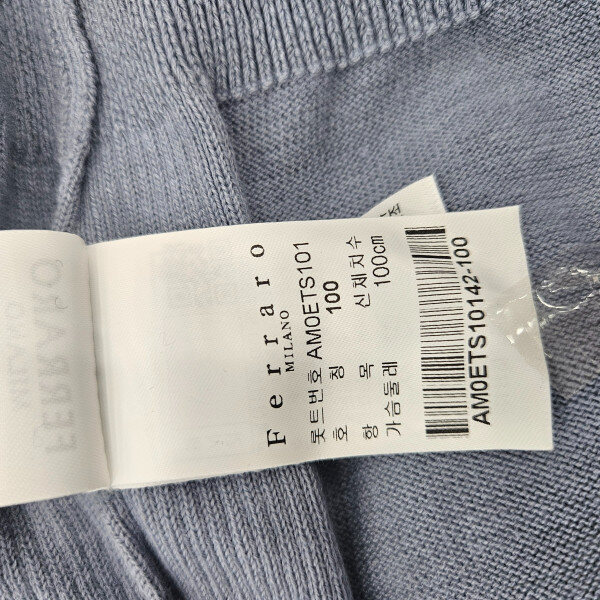 Ferraro
MILANO
롯트번호 AM0ETS101
호 칭 100
항 목 신체치수
가슴둘레 100cm
AM0ETS10142-100